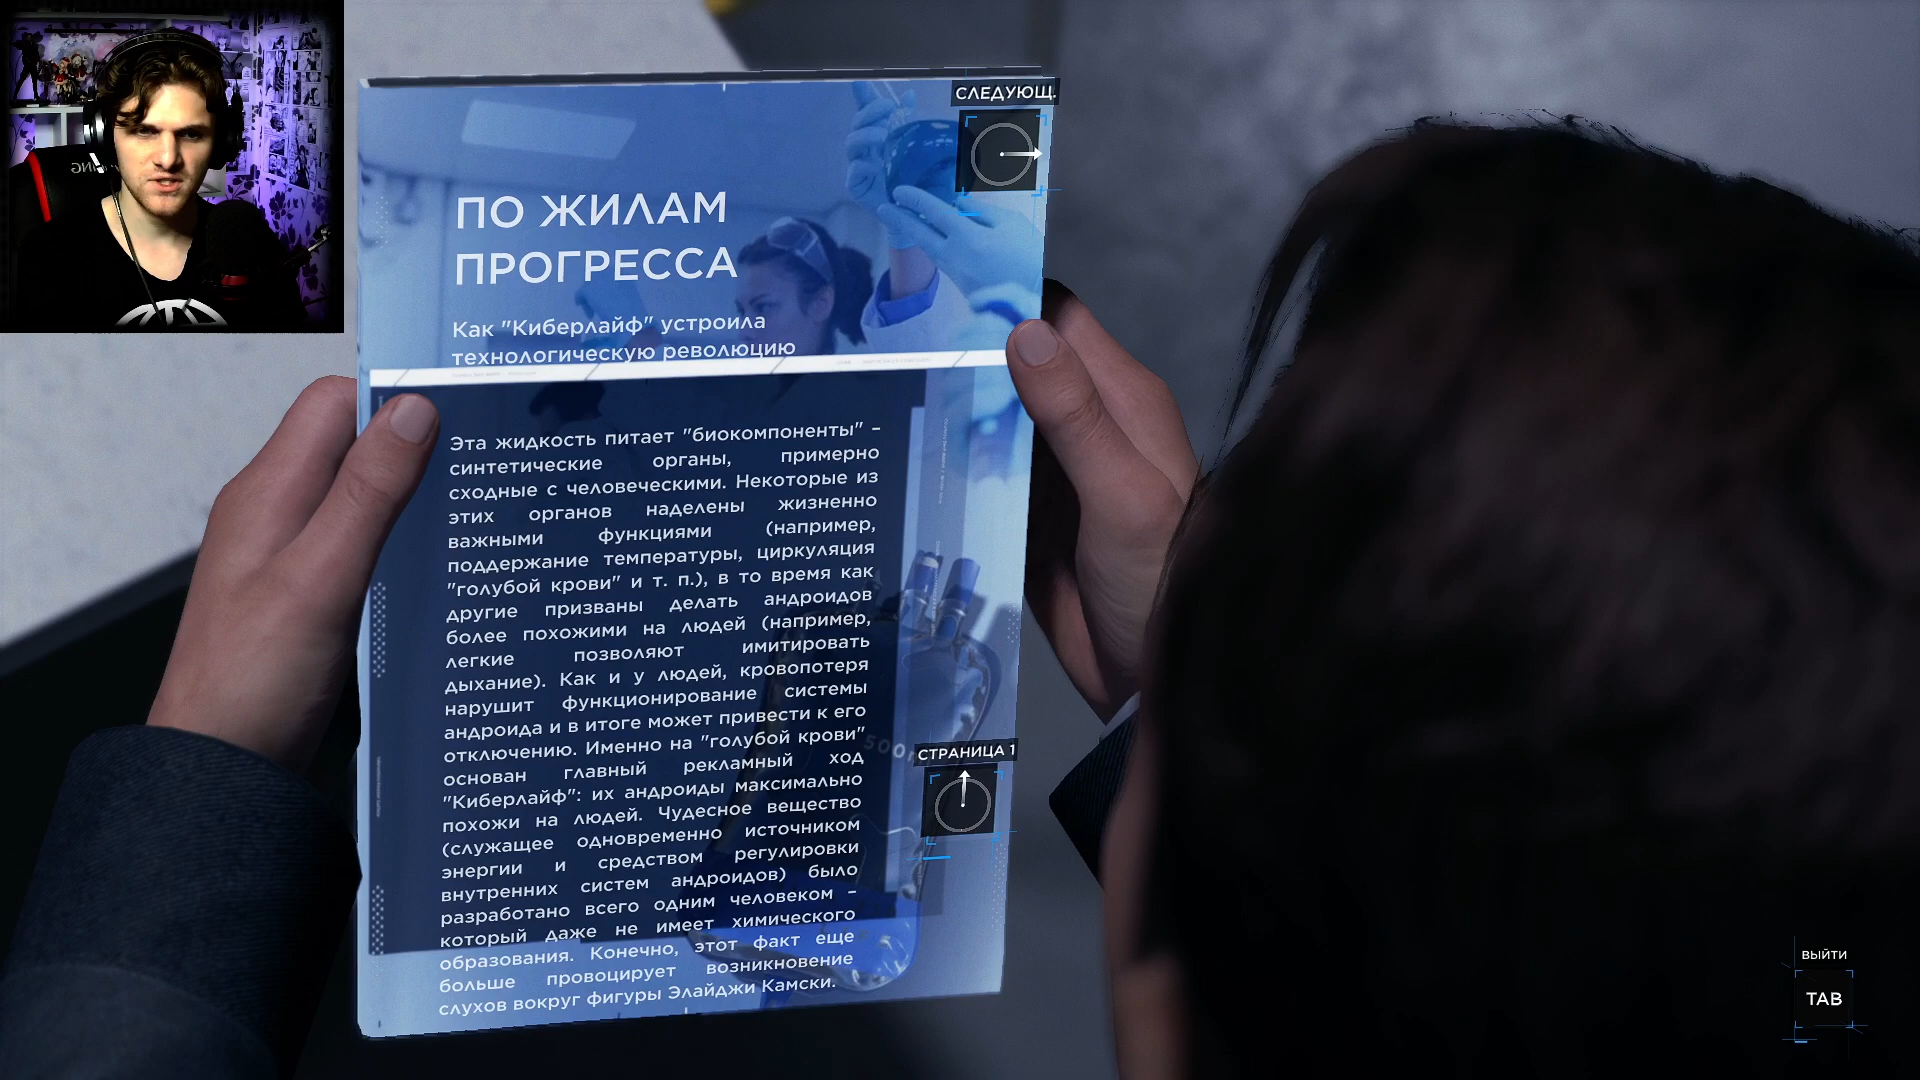 СЛЕДУЮЩ.
ПО ЖИЛАМ
ПРОГРЕССА
Как "Киберлайф" устроила
технологическую революцию
Эта жидкость питает "биокомпоненты" –
синтетические органы, примерно
сходные с человеческими. Некоторые из
этих органов наделены жизненно
важными функциями (например,
поддержание температуры, циркуляция
"голубой крови" и т. п.), в то время как
другие призваны делать андроидов
более похожими на людей (например,
легкие позволяют имитировать
дыхание). Как и у людей, кровопотеря
нарушит функционирование системы
андроида и в итоге может привести к его
отключению. Именно на "голубой крови"
основан главный рекламный ход
"Киберлайф": их андроиды максимально
похожи на людей. Чудесное вещество
(служащее одновременно источником
энергии и средством регулировки
внутренних систем андроидов) было
разработано всего одним человеком –
который даже не имеет химического
образования. Конечно, этот факт еще
больше провоцирует возникновение
слухов вокруг фигуры Элайджи Камски.
СТРАНИЦА 1
ВЫЙТИ
TAB